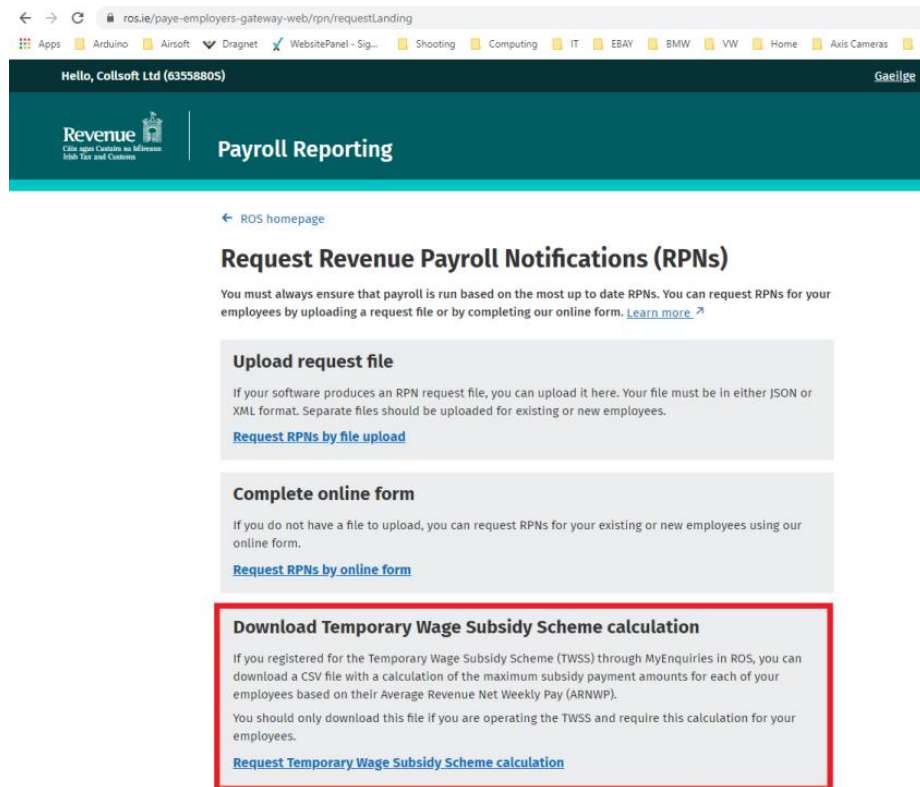 ros.ie/paye-employers-gateway-web/rpn/requestLanding
Apps Arduino Airsoft Dragnet WebsitePanel - Sig... Shooting Computing IT EBAY BMW VW Home Axis Cameras
Hello, Collsoft Ltd (6355880S) Gaeilge
Revenue
Cáin agus Custaim na hÉireann
Irish Tax and Customs
Payroll Reporting
← ROS homepage
Request Revenue Payroll Notifications (RPNs)
You must always ensure that payroll is run based on the most up to date RPNs. You can request RPNs for your
employees by uploading a request file or by completing our online form. Learn more ↗
Upload request file
If your software produces an RPN request file, you can upload it here. Your file must be in either JSON or
XML format. Separate files should be uploaded for existing or new employees.
Request RPNs by file upload
Complete online form
If you do not have a file to upload, you can request RPNs for your existing or new employees using our
online form.
Request RPNs by online form
Download Temporary Wage Subsidy Scheme calculation
If you registered for the Temporary Wage Subsidy Scheme (TWSS) through MyEnquiries in ROS, you can
download a CSV file with a calculation of the maximum subsidy payment amounts for each of your
employees based on their Average Revenue Net Weekly Pay (ARNWP).
You should only download this file if you are operating the TWSS and require this calculation for your
employees.
Request Temporary Wage Subsidy Scheme calculation